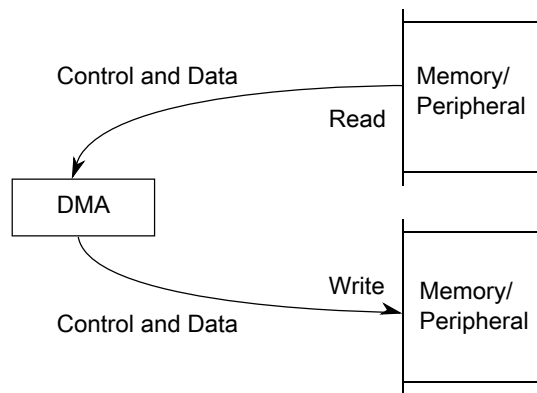 Control and Data
Memory/
Peripheral
Read
DMA
Write
Memory/
Peripheral
Control and Data